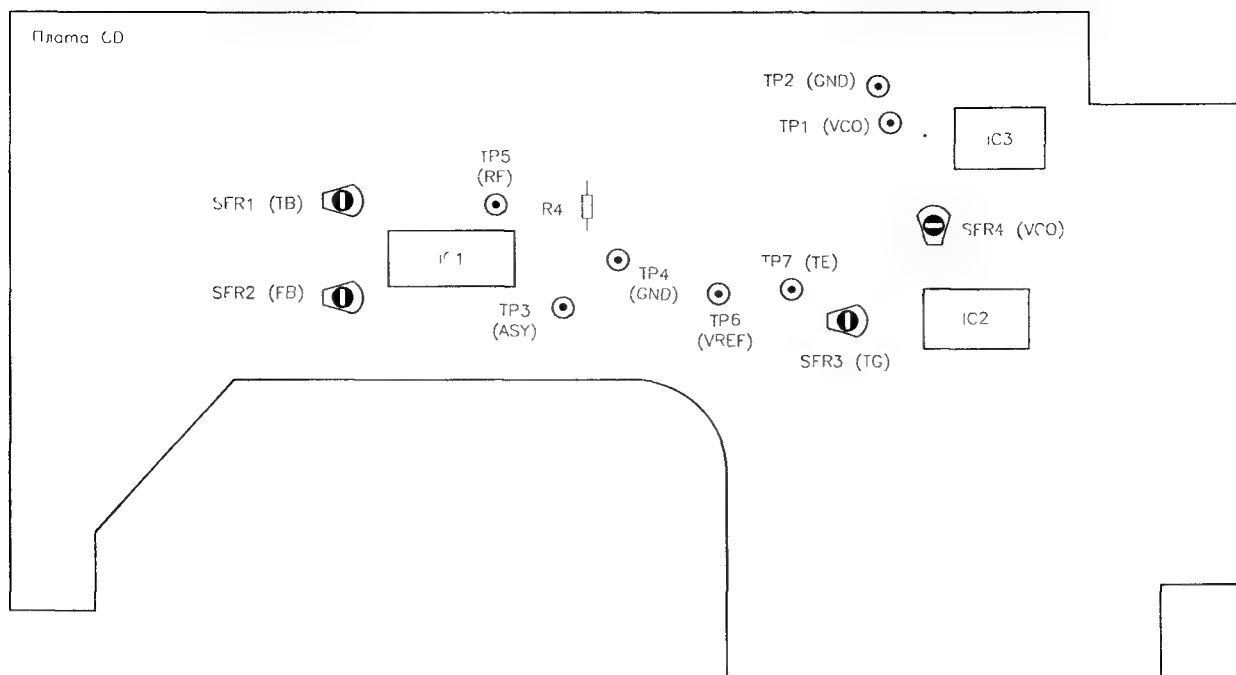 Плата CD
TP2 (GND)
TP1 (VCO)
IC3
TP5
(RF)
SFR1 (TB)
R4
SFR4 (VCO)
IC1
TP7 (TE)
TP4
(GND)
SFR2 (FB)
TP3
(ASY)
TP6
(VREF)
IC2
SFR3 (TG)